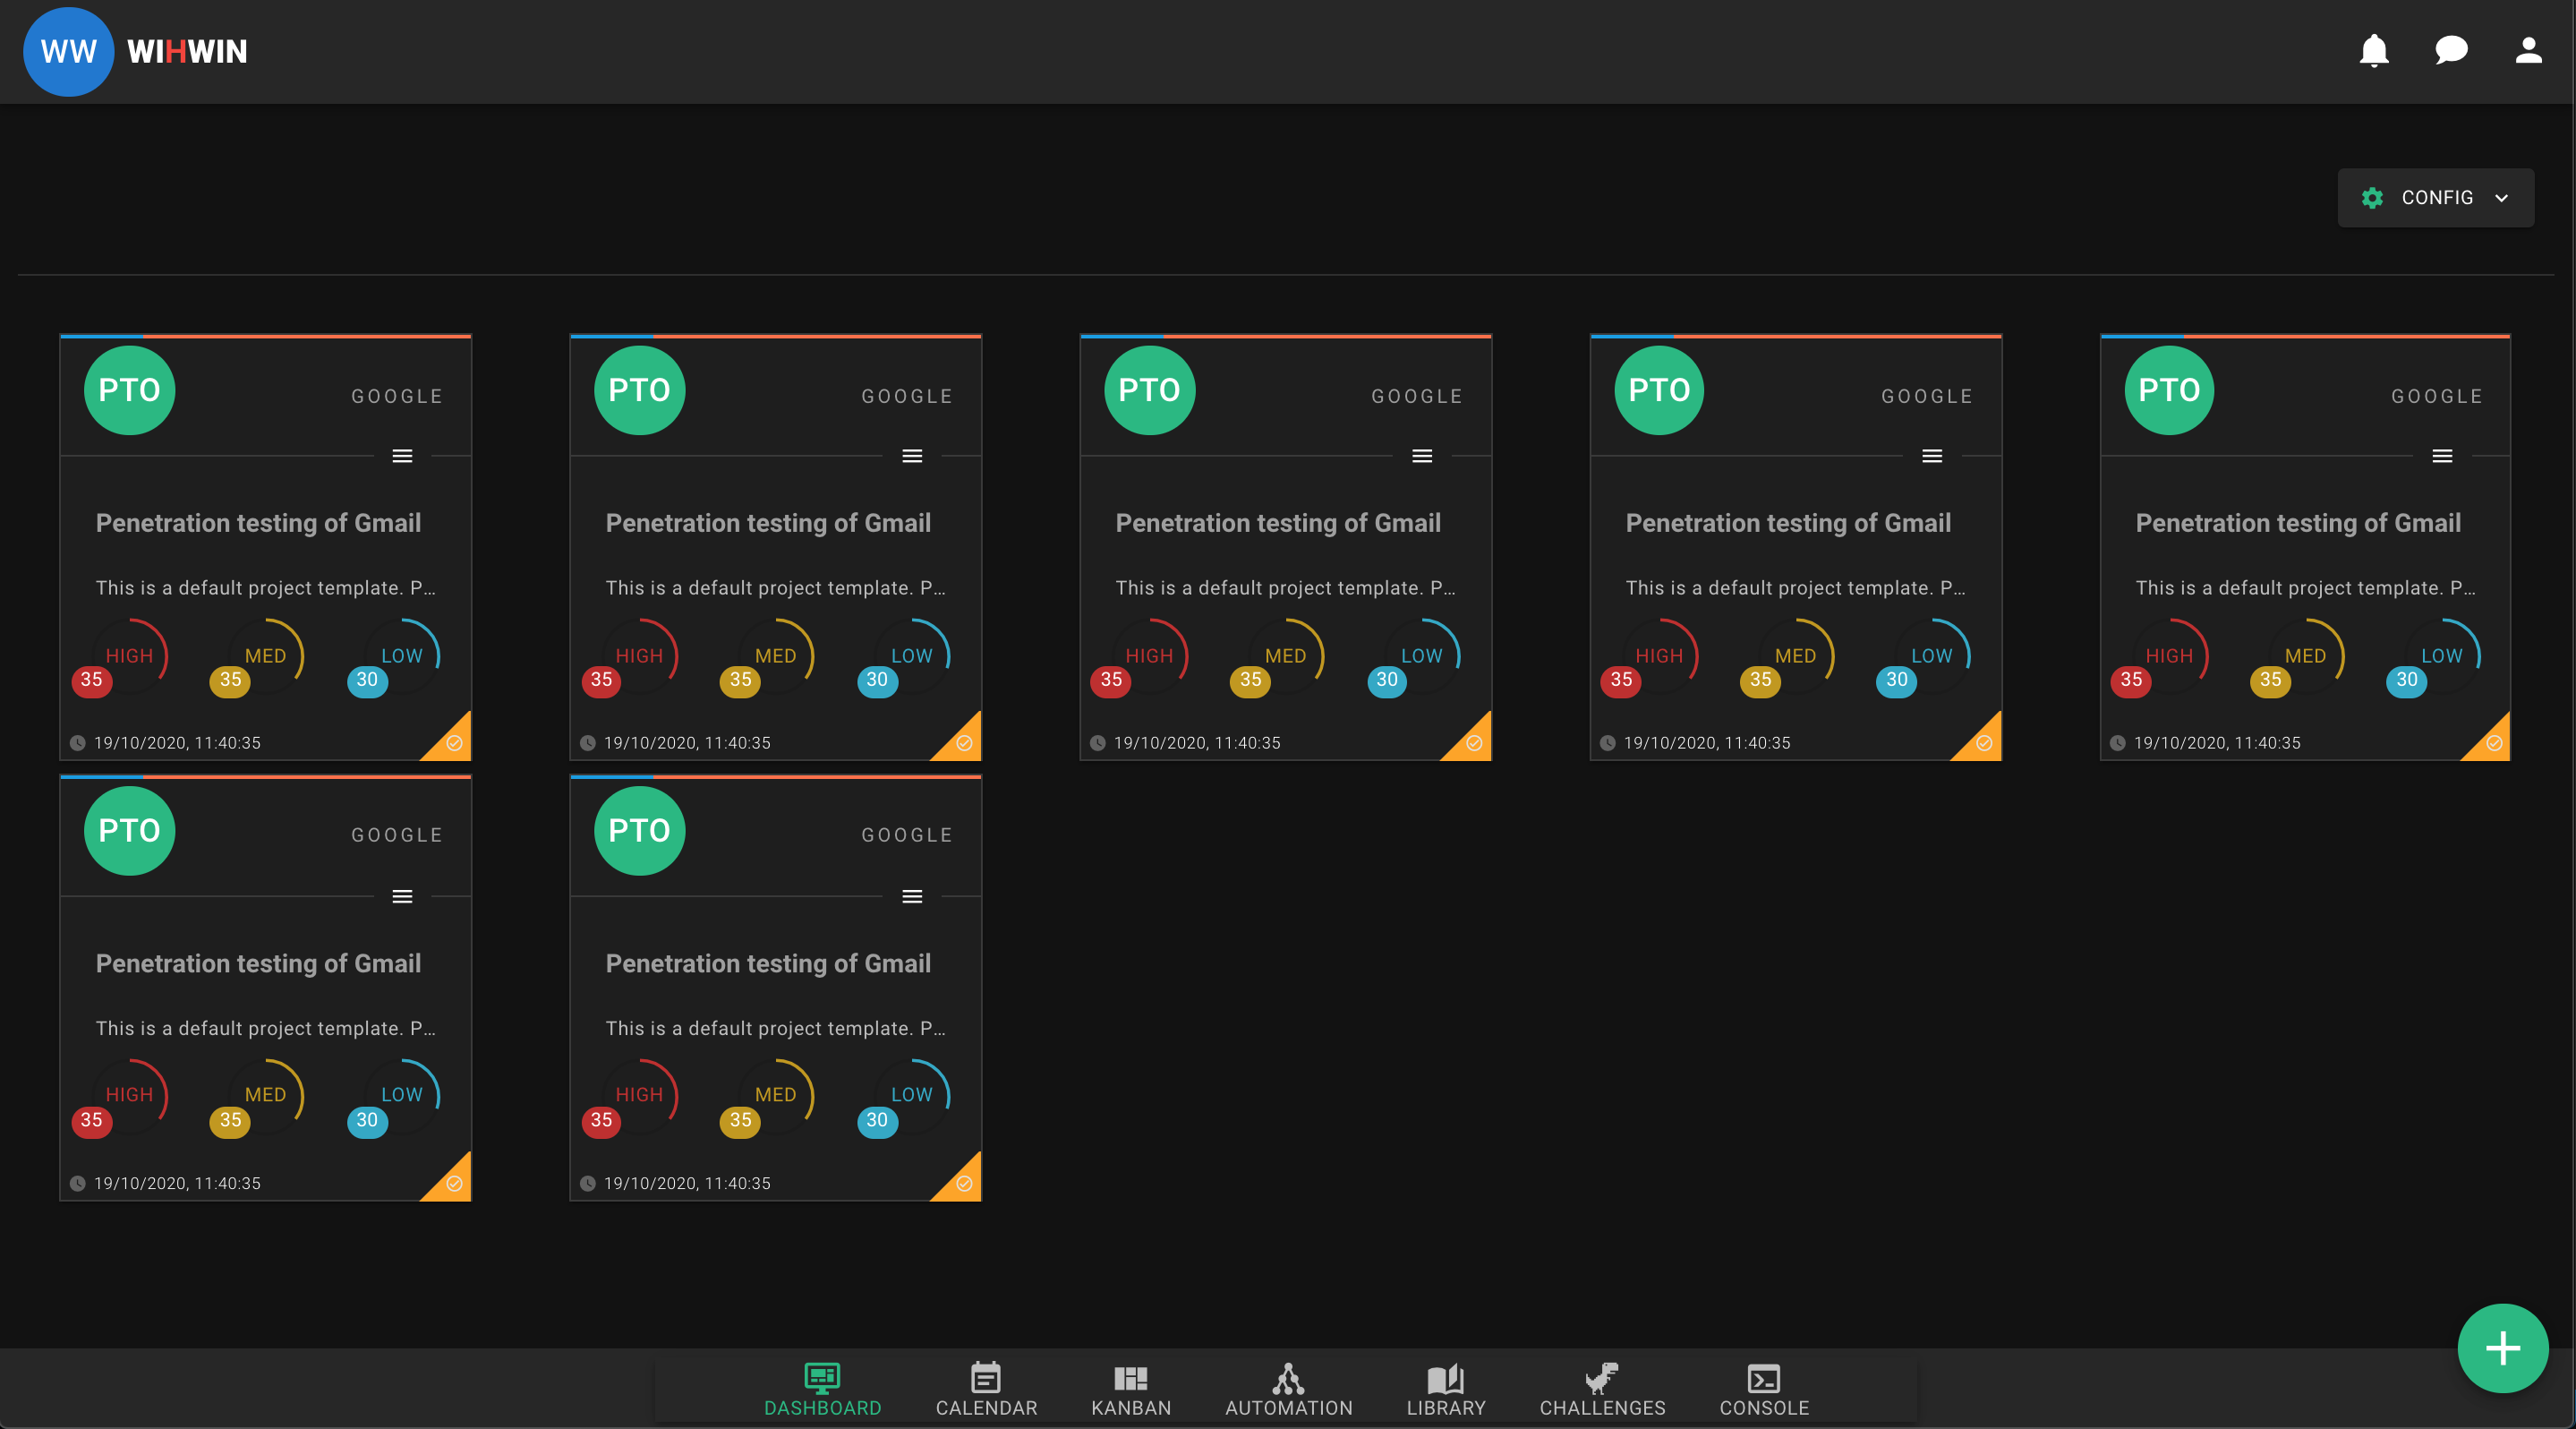 WW WIHWIN
CONFIG
PTO GOOGLE
Penetration testing of Gmail
This is a default project template. P...
HIGH MED LOW
35 35 30
19/10/2020, 11:40:35
PTO GOOGLE
Penetration testing of Gmail
This is a default project template. P...
HIGH MED LOW
35 35 30
19/10/2020, 11:40:35
PTO GOOGLE
Penetration testing of Gmail
This is a default project template. P...
HIGH MED LOW
35 35 30
19/10/2020, 11:40:35
PTO GOOGLE
Penetration testing of Gmail
This is a default project template. P...
HIGH MED LOW
35 35 30
19/10/2020, 11:40:35
PTO GOOGLE
Penetration testing of Gmail
This is a default project template. P...
HIGH MED LOW
35 35 30
19/10/2020, 11:40:35
PTO GOOGLE
Penetration testing of Gmail
This is a default project template. P...
HIGH MED LOW
35 35 30
19/10/2020, 11:40:35
PTO GOOGLE
Penetration testing of Gmail
This is a default project template. P...
HIGH MED LOW
35 35 30
19/10/2020, 11:40:35
DASHBOARD CALENDAR KANBAN AUTOMATION LIBRARY CHALLENGES CONSOLE